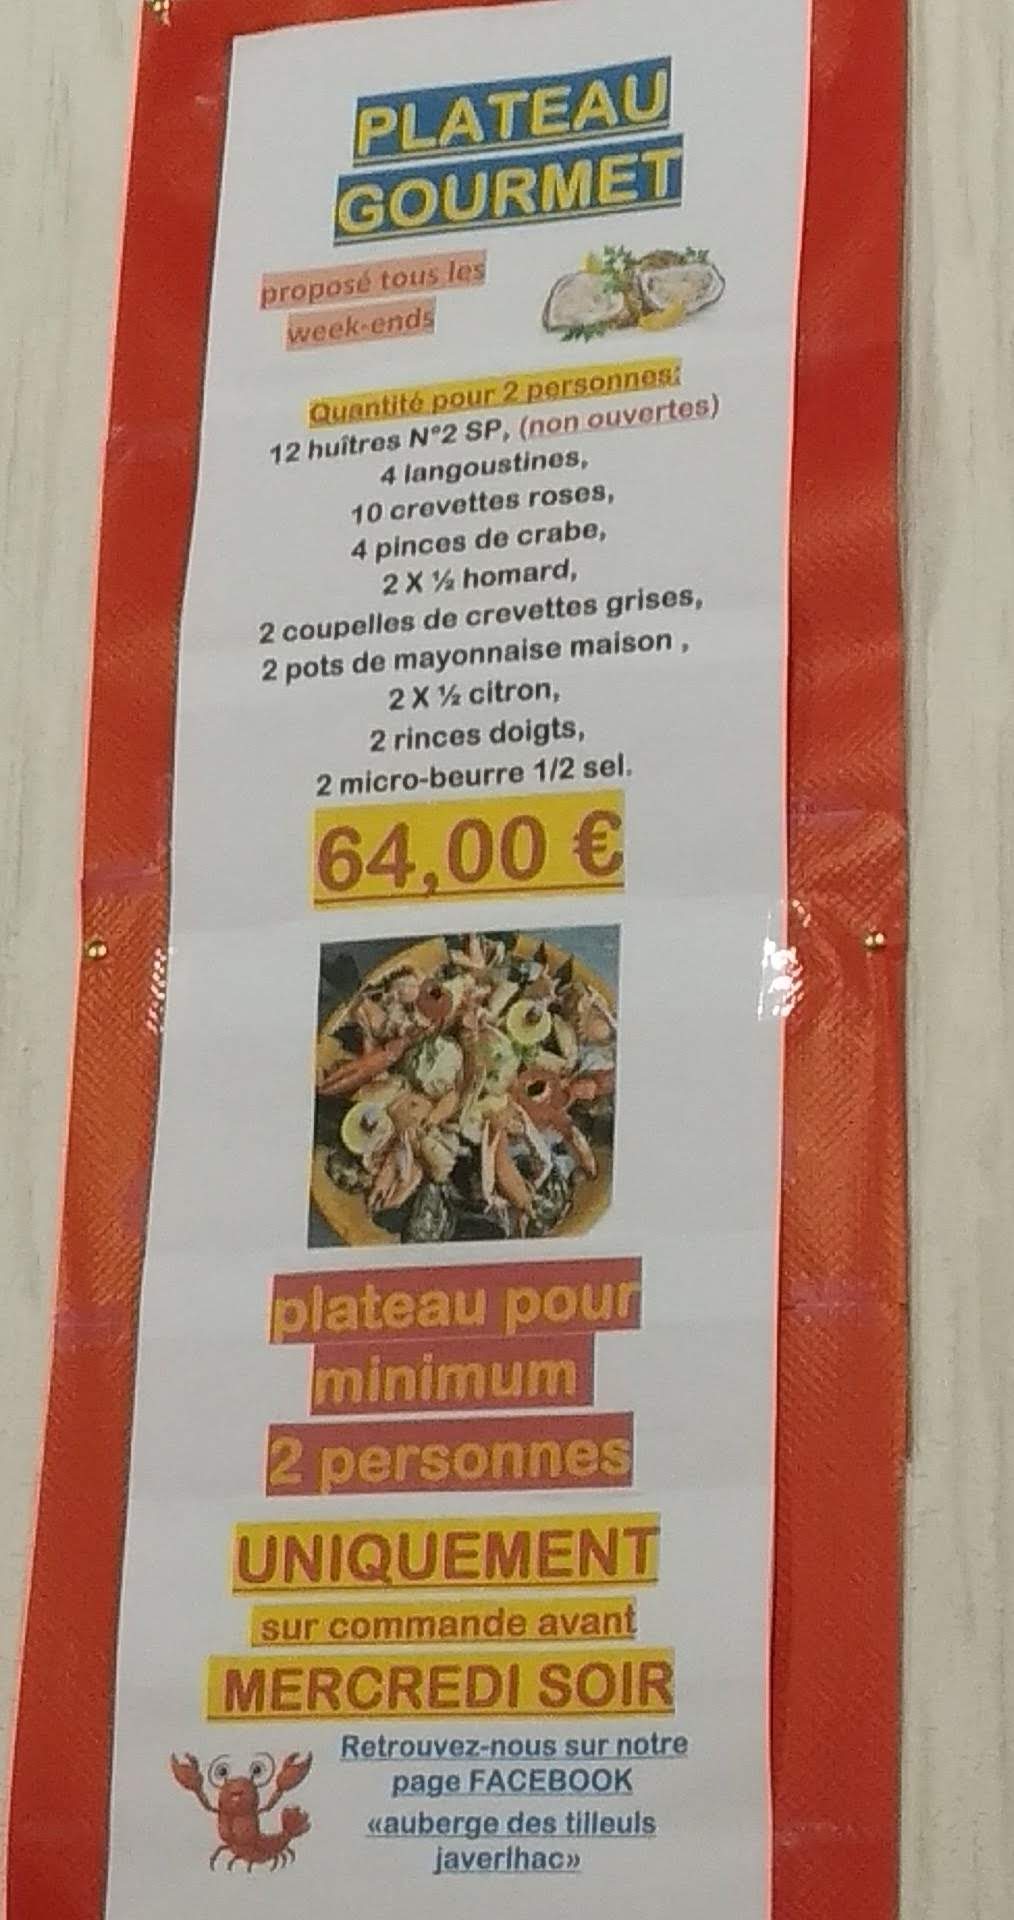 PLATEAU
GOURMET
proposé tous les
week-ends
Quantité pour 2 personnes:
12 huîtres N°2 SP, (non ouvertes)
4 langoustines,
10 crevettes roses,
4 pinces de crabe,
2 X ½ homard,
2 coupelles de crevettes grises,
2 pots de mayonnaise maison ,
2 X ½ citron,
2 rinces doigts,
2 micro-beurre 1/2 sel.
64,00 €
plateau pour
minimum
2 personnes
UNIQUEMENT
sur commande avant
MERCREDI SOIR
Retrouvez-nous sur notre
page FACEBOOK
«auberge des tilleuls
javerlhac»